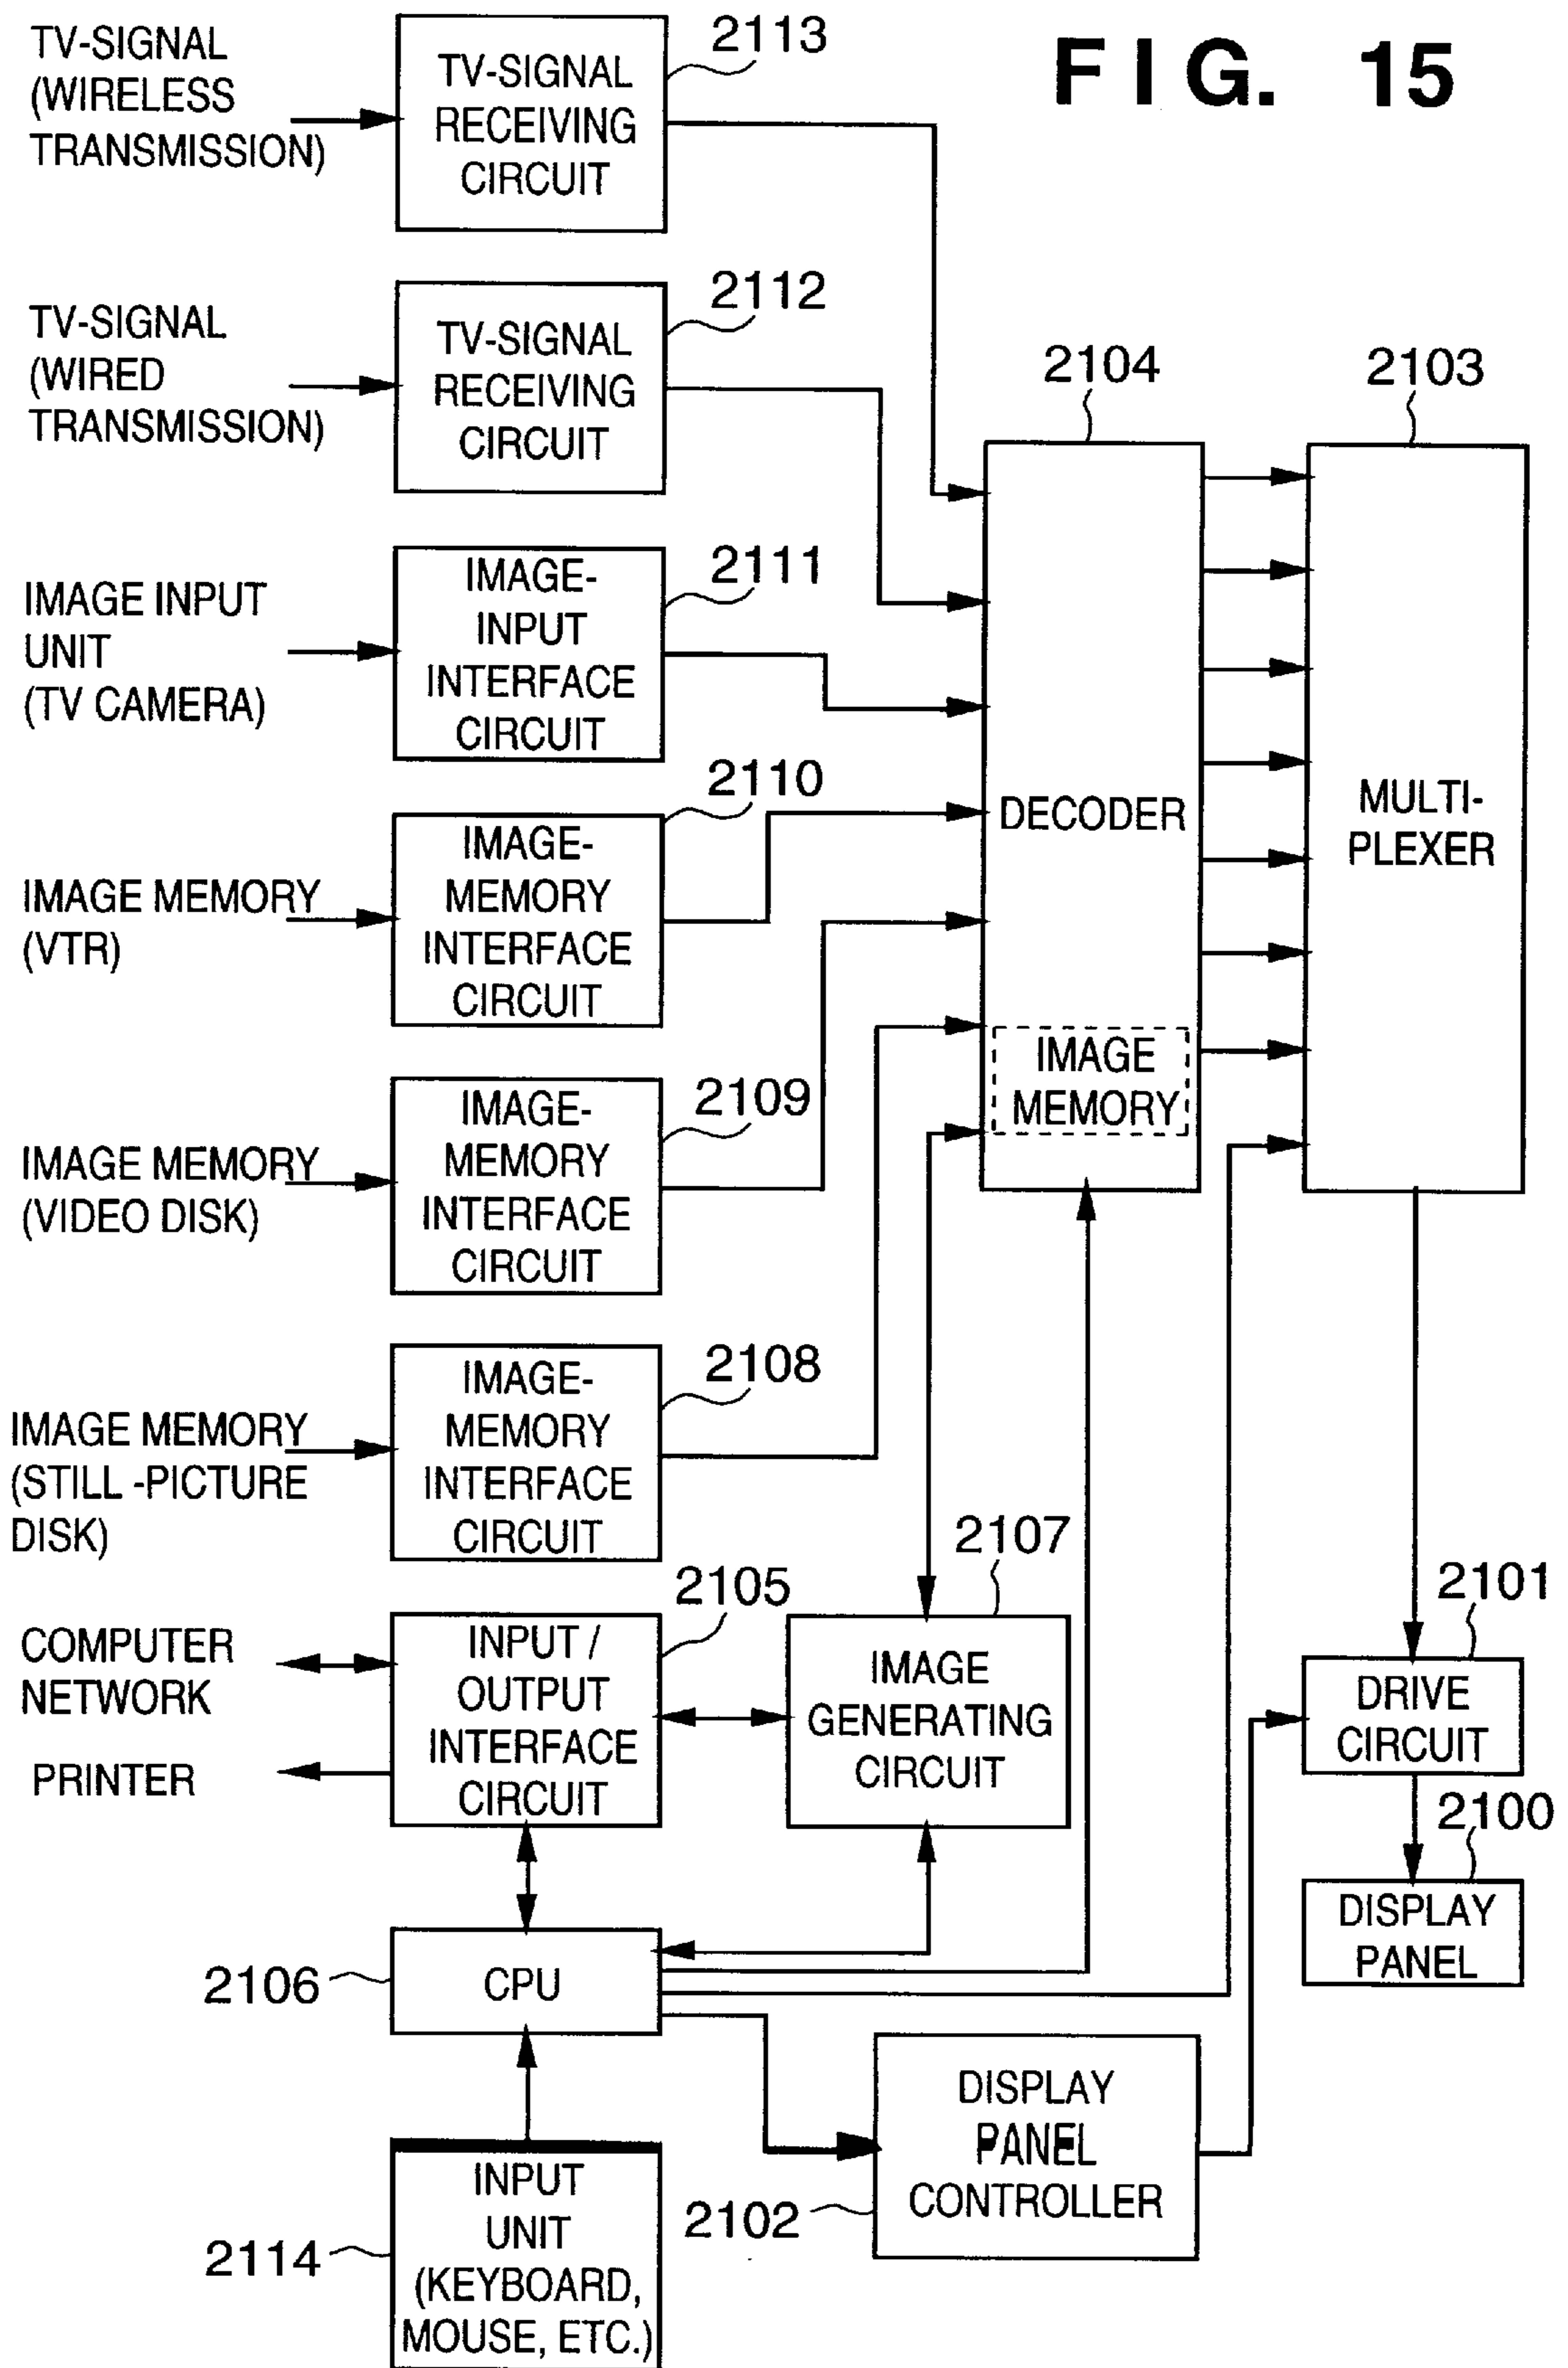 FIG. 15
TV-SIGNAL
(WIRELESS
TRANSMISSION)
TV-SIGNAL
RECEIVING
CIRCUIT
2113
TV-SIGNAL
(WIRED
TRANSMISSION)
TV-SIGNAL
RECEIVING
CIRCUIT
2112
IMAGE INPUT
UNIT
(TV CAMERA)
IMAGE-
INPUT
INTERFACE
CIRCUIT
2111
IMAGE MEMORY
(VTR)
IMAGE-
MEMORY
INTERFACE
CIRCUIT
2110
IMAGE MEMORY
(VIDEO DISK)
IMAGE-
MEMORY
INTERFACE
CIRCUIT
2109
IMAGE MEMORY
(STILL -PICTURE
DISK)
IMAGE-
MEMORY
INTERFACE
CIRCUIT
2108
2104
DECODER
IMAGE
MEMORY
2103
MULTI-
PLEXER
COMPUTER
NETWORK
PRINTER
2105
INPUT /
OUTPUT
INTERFACE
CIRCUIT
2107
IMAGE
GENERATING
CIRCUIT
2101
DRIVE
CIRCUIT
2100
DISPLAY
PANEL
2106
CPU
2102
DISPLAY
PANEL
CONTROLLER
2114
INPUT
UNIT
(KEYBOARD,
MOUSE, ETC.)